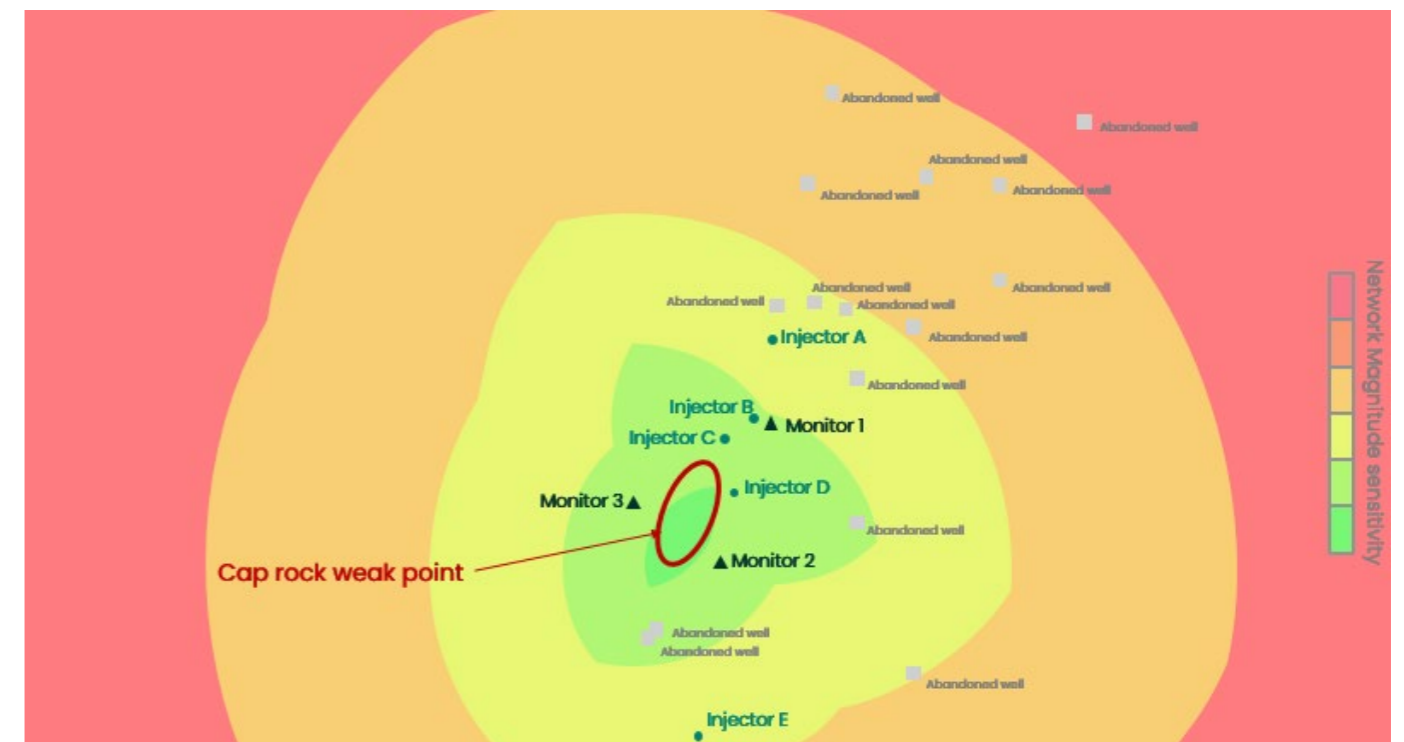 Abandoned well
Abandoned well
Abandoned well
Abandoned well
Abandoned well
Abandoned well
Abandoned well
Abandoned well
Abandoned well
Injector A
Abandoned well
Abandoned well
Injector B
Monitor 1
Injector C
Injector D
Monitor 3
Abandoned well
Monitor 2
Cap rock weak point
Abandoned well
Abandoned well
Abandoned well
Injector E
Network Magnitude sensitivity